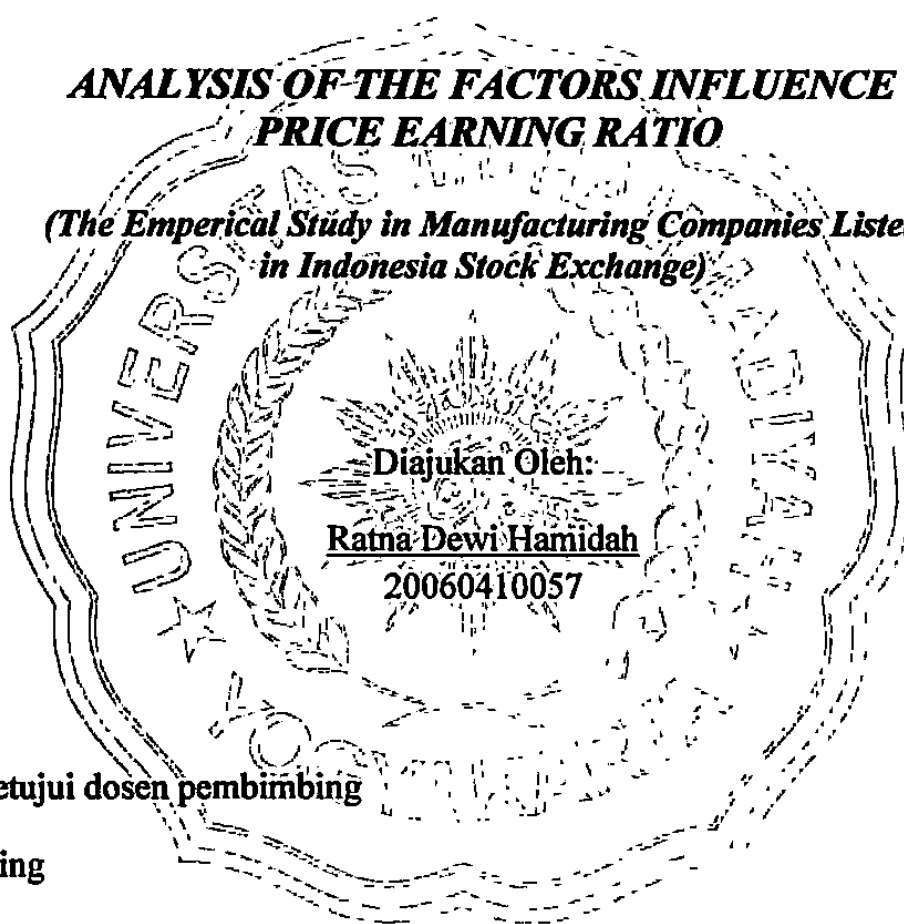 ANALYSIS OF THE FACTORS INFLUENCE
PRICE EARNING RATIO
(The Emperical Study in Manufacturing Companies Liste
in Indonesia Stock Exchange)
UNIVERSITAS
Diajukan Oleh:
Ratna Dewi Hamidah
20060410057
etujui dosen pembimbing
ing